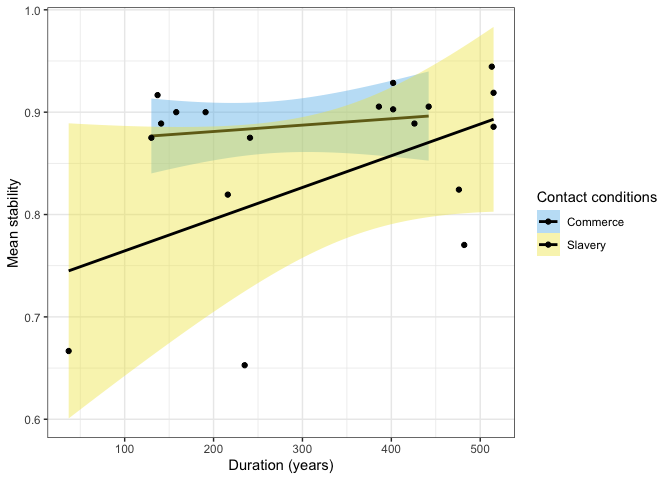 1.0
0.9
0.8
0.7
0.6
Mean stability
100 200 300 400 500
Duration (years)
Contact conditions
Commerce
Slavery